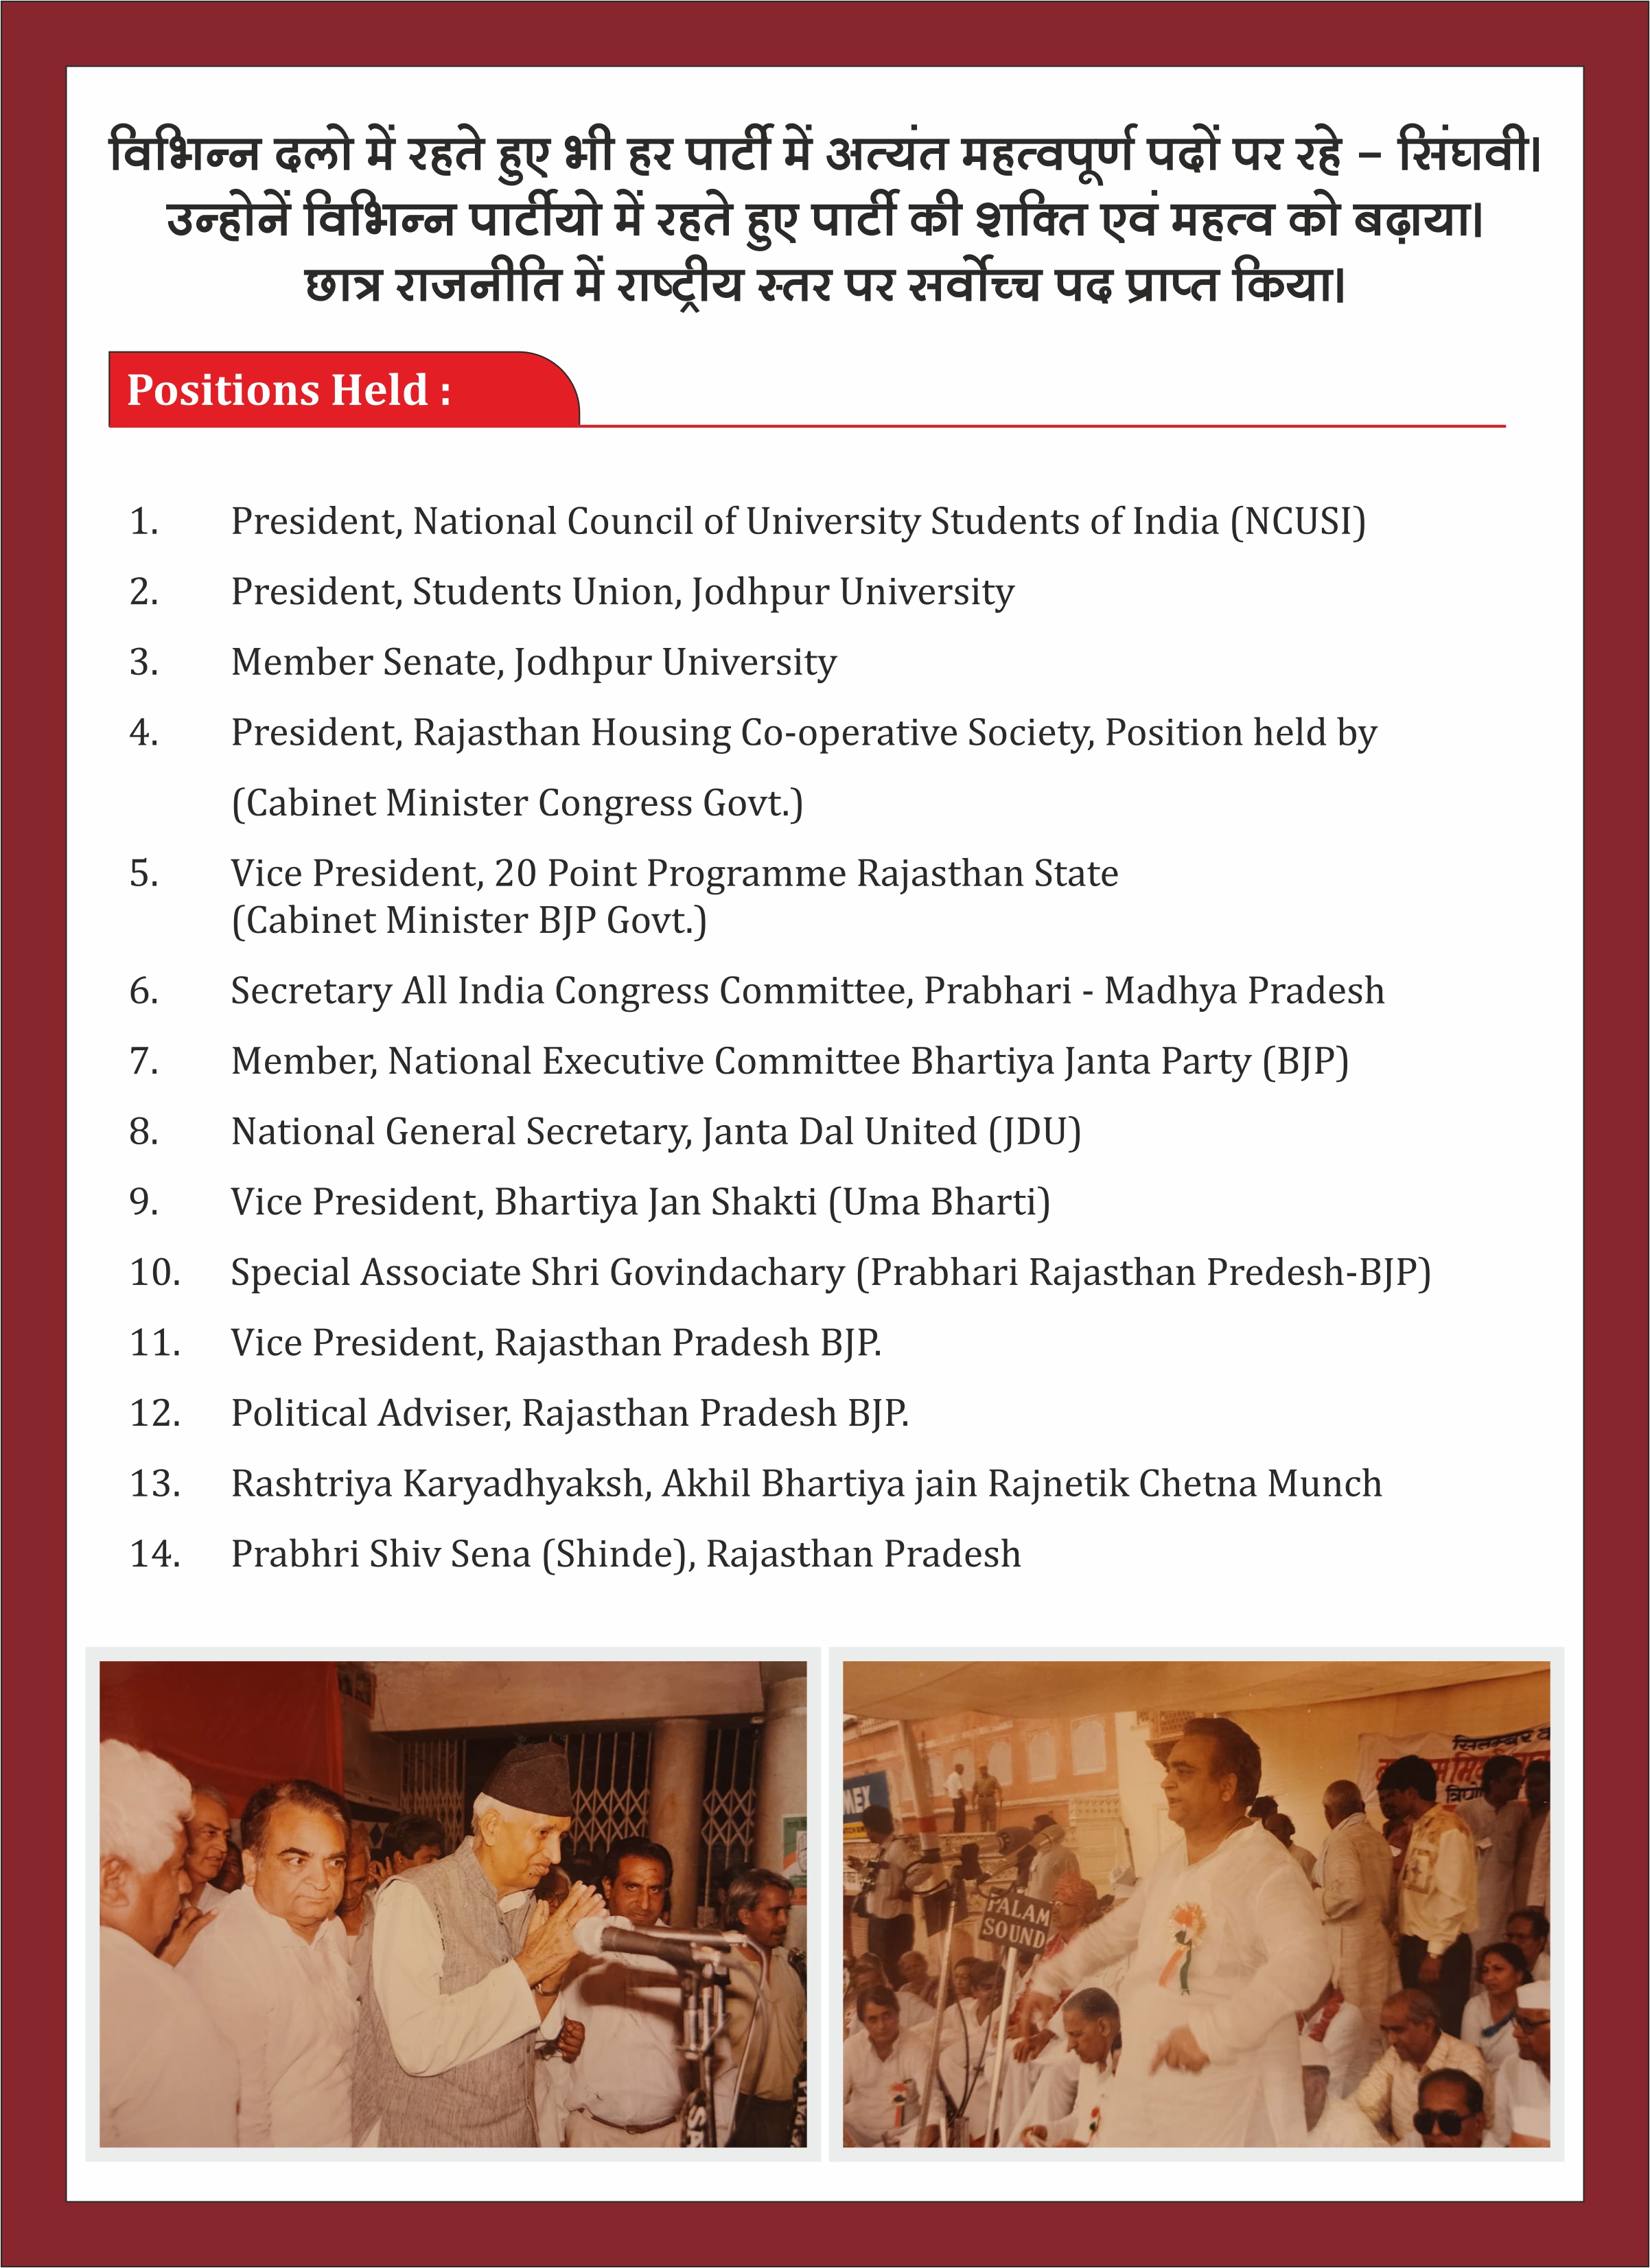 विभिन्न दलो में रहते हुए भी हर पार्टी में अत्यंत महत्वपूर्ण पदों पर रहे – सिंघवी।
उन्होनें विभिन्न पार्टीयो में रहते हुए पार्टी की शक्ति एवं महत्व को बढ़ाया।
छात्र राजनीति में राष्ट्रीय स्तर पर सर्वोच्च पद प्राप्त किया।
Positions Held :
1. President, National Council of University Students of India (NCUSI)
2. President, Students Union, Jodhpur University
3. Member Senate, Jodhpur University
4. President, Rajasthan Housing Co-operative Society, Position held by
(Cabinet Minister Congress Govt.)
5. Vice President, 20 Point Programme Rajasthan State
(Cabinet Minister BJP Govt.)
6. Secretary All India Congress Committee, Prabhari - Madhya Pradesh
7. Member, National Executive Committee Bhartiya Janta Party (BJP)
8. National General Secretary, Janta Dal United (JDU)
9. Vice President, Bhartiya Jan Shakti (Uma Bharti)
10. Special Associate Shri Govindachary (Prabhari Rajasthan Predesh-BJP)
11. Vice President, Rajasthan Pradesh BJP.
12. Political Adviser, Rajasthan Pradesh BJP.
13. Rashtriya Karyadhyaksh, Akhil Bhartiya jain Rajnetik Chetna Munch
14. Prabhri Shiv Sena (Shinde), Rajasthan Pradesh
सितम्बर
MEX
PALAM
SOUND